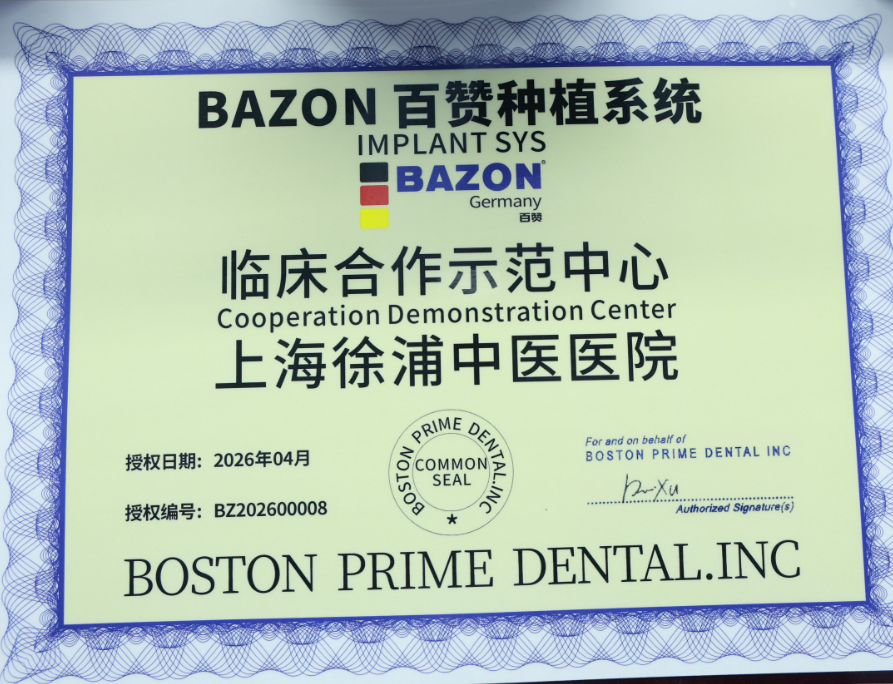 BAZON 百赞种植系统
IMPLANT SYS
BAZON
Germany
百赞
临床合作示范中心
Cooperation Demonstration Center
上海徐浦中医医院
授权日期：2026年04月
授权编号：BZ202600008
BOSTON PRIME DENTAL.INC
COMMON
SEAL
For and on behalf of
BOSTON PRIME DENTAL INC
Authorized Signature(s)
BOSTON PRIME DENTAL.INC